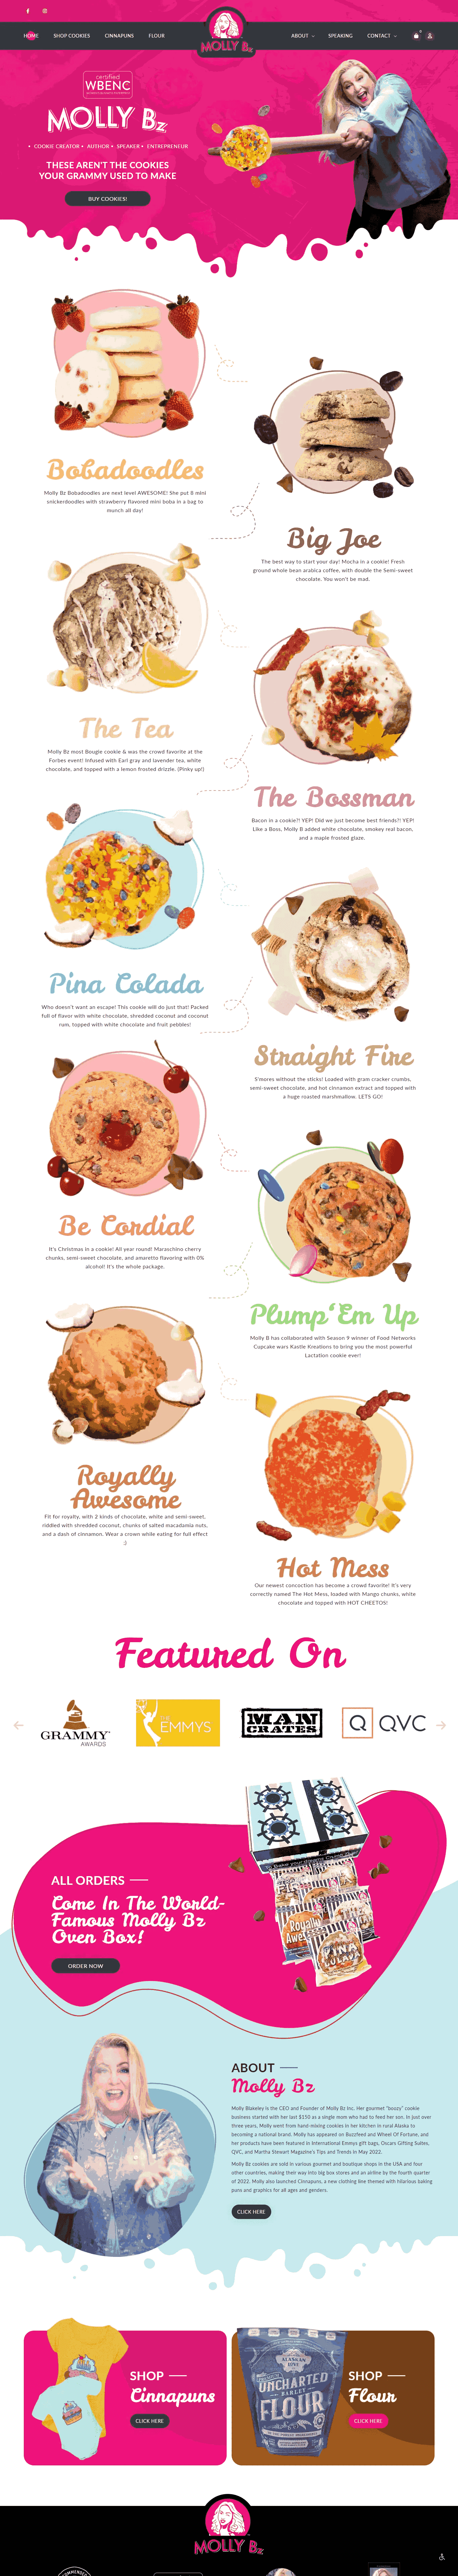 HOME
SHOP COOKIES
CINNAPUNS
FLOUR
MOLLY Bz
ABOUT
SPEAKING
CONTACT
certified
WBENC
MOLLY Bz
• COOKIE CREATOR • AUTHOR • SPEAKER • ENTREPRENEUR
THESE AREN'T THE COOKIES
YOUR GRAMMY USED TO MAKE
BUY COOKIES!
Bobadoodles
Molly Bz Bobadoodles are next level AWESOME! She put 8 mini
snickerdoodles with strawberry flavored mini boba in a bag to
munch all day!
Big Joe
The best way to start your day! Mocha in a cookie! Fresh
ground whole bean arabica coffee, with double the Semi-sweet
chocolate. You won't be mad.
The Tea
Molly Bz most Bougie cookie & was the crowd favorite at the
Forbes event! Infused with Earl gray and lavender tea, white
chocolate, and topped with a lemon frosted drizzle. (Pinky up!)
The Bossman
Bacon in a cookie?! YEP! Did we just become best friends?! YEP!
Like a Boss, Molly B added white chocolate, smokey real bacon,
and a maple frosted glaze.
Pina Colada
Who doesn't want an escape! This cookie will do just that! Packed
full of flavor with white chocolate, shredded coconut and coconut
rum, topped with white chocolate and fruit pebbles!
Straight Fire
S'mores without the sticks! Loaded with gram cracker crumbs,
semi-sweet chocolate, and hot cinnamon extract and topped with
a huge roasted marshmallow. LETS GO!
Be Cordial
It's Christmas in a cookie! All year round! Maraschino cherry
chunks, semi-sweet chocolate, and amaretto flavoring with 0%
alcohol! It's the whole package.
Plump'Em Up
Molly B has collaborated with Season 9 winner of Food Networks
Cupcake wars Kastle Kreations to bring you the most powerful
Lactation cookie ever!
Royally
Awesome
Fit for royalty, with 2 kinds of chocolate, white and semi-sweet,
riddled with shredded coconut, chunks of salted macadamia nuts,
and a dash of cinnamon. Wear a crown while eating for full effect
;)
Hot Mess
Our newest concoction has become a crowd favorite! It's very
correctly named The Hot Mess, loaded with Mango chunks, white
chocolate and topped with HOT CHEETOS!
Featured On
GRAMMY
AWARDS
THE
EMMYS
MAN
CRATES
Q QVC
ALL ORDERS
Come In The World-
Famous Molly Bz
Oven Box!
ORDER NOW
Royally
Awesome
ABOUT
Molly Bz
Molly Blakeley is the CEO and Founder of Molly Bz Inc. Her gourmet "boozy" cookie
business started with her last $150 as a single mom who had to feed her son. In just over
three years, Molly went from hand-mixing cookies in her kitchen in rural Alaska to
becoming a national brand. Molly has appeared on Buzzfeed and Wheel Of Fortune, and
her products have been featured in International Emmys gift bags, Oscars Gifting Suites,
QVC, and Martha Stewart Magazine's Tips and Trends in May 2022.
Molly Bz cookies are sold in various gourmet and boutique shops in the USA and four
other countries, making their way into big box stores and an airline by the fourth quarter
of 2022. Molly also launched Cinnapuns, a new clothing line themed with hilarious baking
puns and graphics for all ages and genders.
CLICK HERE
SHOP
Cinnapuns
CLICK HERE
ALASKAN
LOVE
UNCHARTED
BARLEY
FLOUR
SHOP
Flour
CLICK HERE
MOLLY Bz